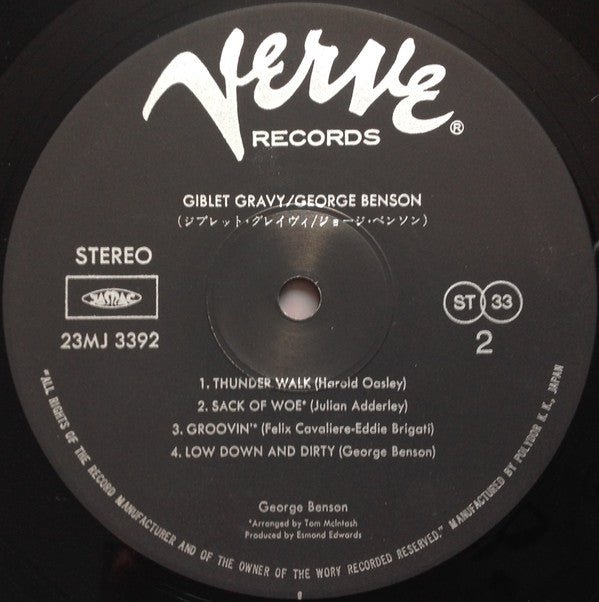 Verve®
RECORDS
GIBLET GRAVY/GEORGE BENSON
(ジブレット・グレイヴィ/ジョージ・ベンソン)
STEREO
JASRAC
23MJ 3392
ST 33
2
1. THUNDER WALK (Harold Oasley)
2. SACK OF WOE* (Julian Adderley)
3. GROOVIN'* (Felix Cavaliere-Eddie Brigati)
4. LOW DOWN AND DIRTY (George Benson)
George Benson
*Arranged by Tom McIntosh
Produced by Esmond Edwards
"ALL RIGHTS OF THE RECORD MANUFACTURER AND OF THE OWNER OF THE WORY RECORDED RESERVED." MANUFACTURED BY POLYDOR K. K., JAPAN